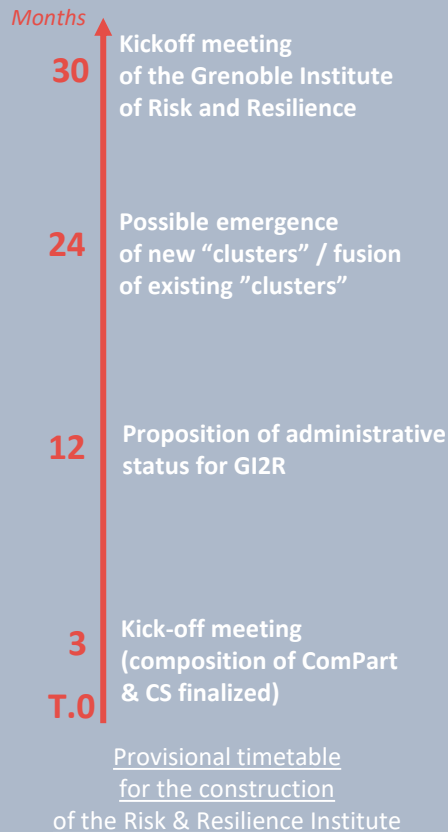 Months
30
Kickoff meeting
of the Grenoble Institute
of Risk and Resilience
24
Possible emergence
of new “clusters” / fusion
of existing ”clusters”
12
Proposition of administrative
status for GI2R
3
Kick-off meeting
(composition of ComPart
& CS finalized)
T.0
Provisional timetable
for the construction
of the Risk & Resilience Institute